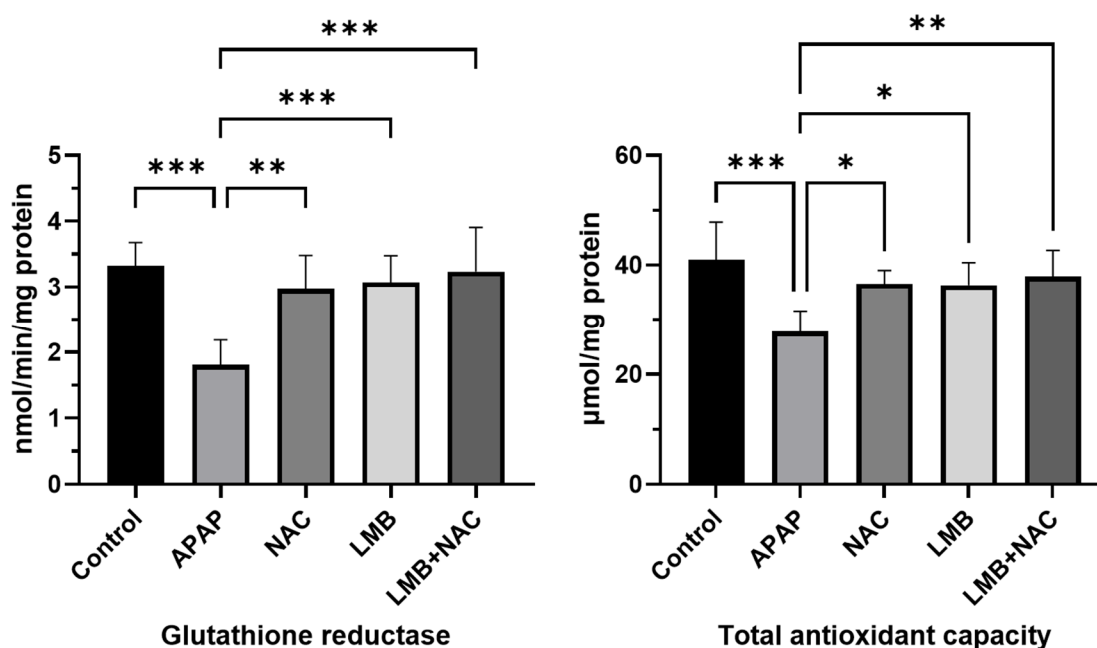 ***
***
*** **
nmol/min/mg protein
5
4
3
2
1
0
Control
APAP
NAC
LMB
LMB+NAC
Glutathione reductase
**
*
*** *
µmol/mg protein
60
40
20
0
Control
APAP
NAC
LMB
LMB+NAC
Total antioxidant capacity